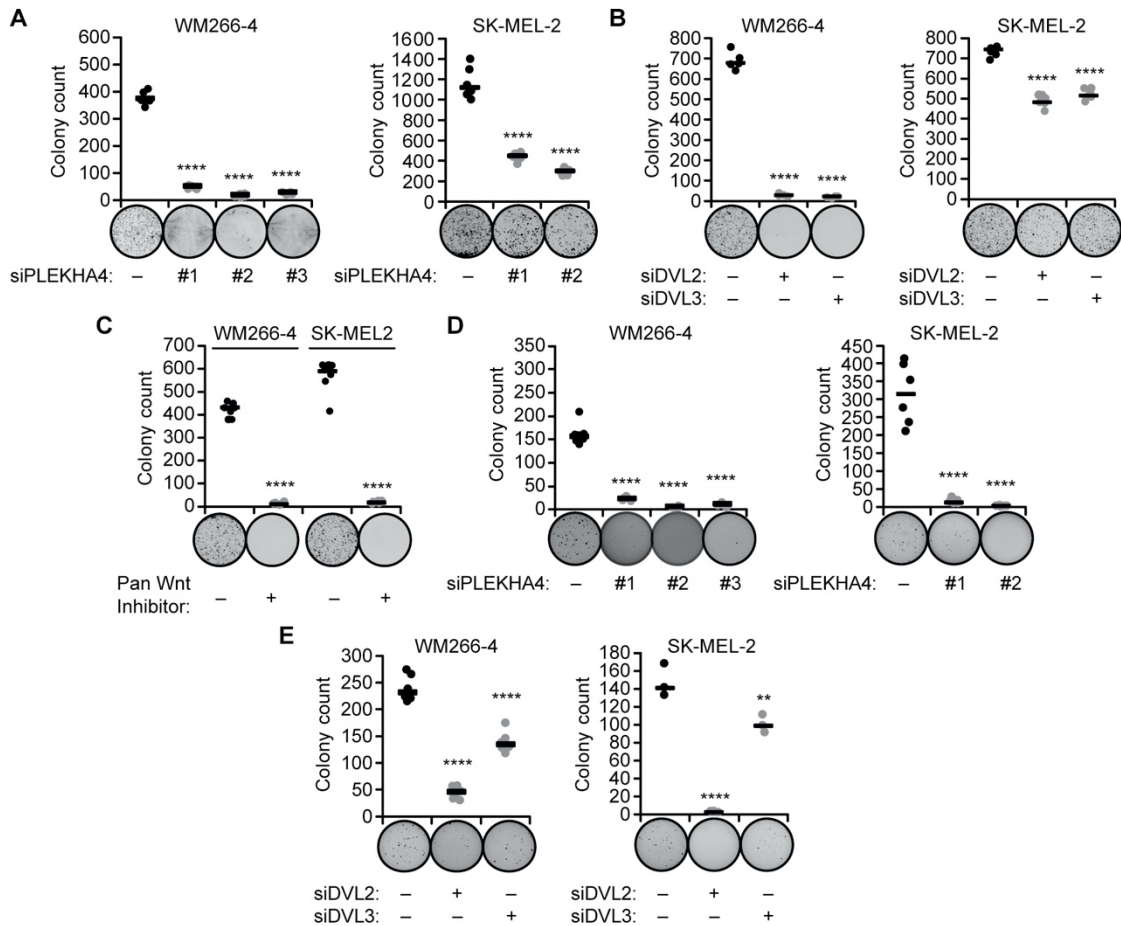 A
WM266-4
SK-MEL-2
Colony count
600
500
400
300
200
100
0
****
****
****
siPLEKHA4: – #1 #2 #3
Colony count
1600
1400
1200
1000
800
600
400
200
0
****
****
siPLEKHA4: – #1 #2
B
WM266-4
SK-MEL-2
Colony count
800
700
600
500
400
300
200
100
0
****
****
siDVL2: – + –
siDVL3: – – +
Colony count
800
700
600
500
400
300
200
100
0
****
****
siDVL2: – + –
siDVL3: – – +
C
WM266-4
SK-MEL2
Colony count
700
600
500
400
300
200
100
0
****
****
Pan Wnt
Inhibitor: – + – +
D
WM266-4
SK-MEL-2
Colony count
350
300
250
200
150
100
50
0
****
****
****
siPLEKHA4: – #1 #2 #3
Colony count
450
400
350
300
250
200
150
100
50
0
****
****
siPLEKHA4: – #1 #2
E
WM266-4
SK-MEL-2
Colony count
300
250
200
150
100
50
0
****
****
siDVL2: – + –
siDVL3: – – +
Colony count
180
160
140
120
100
80
60
40
20
0
****
**
siDVL2: – + –
siDVL3: – – +